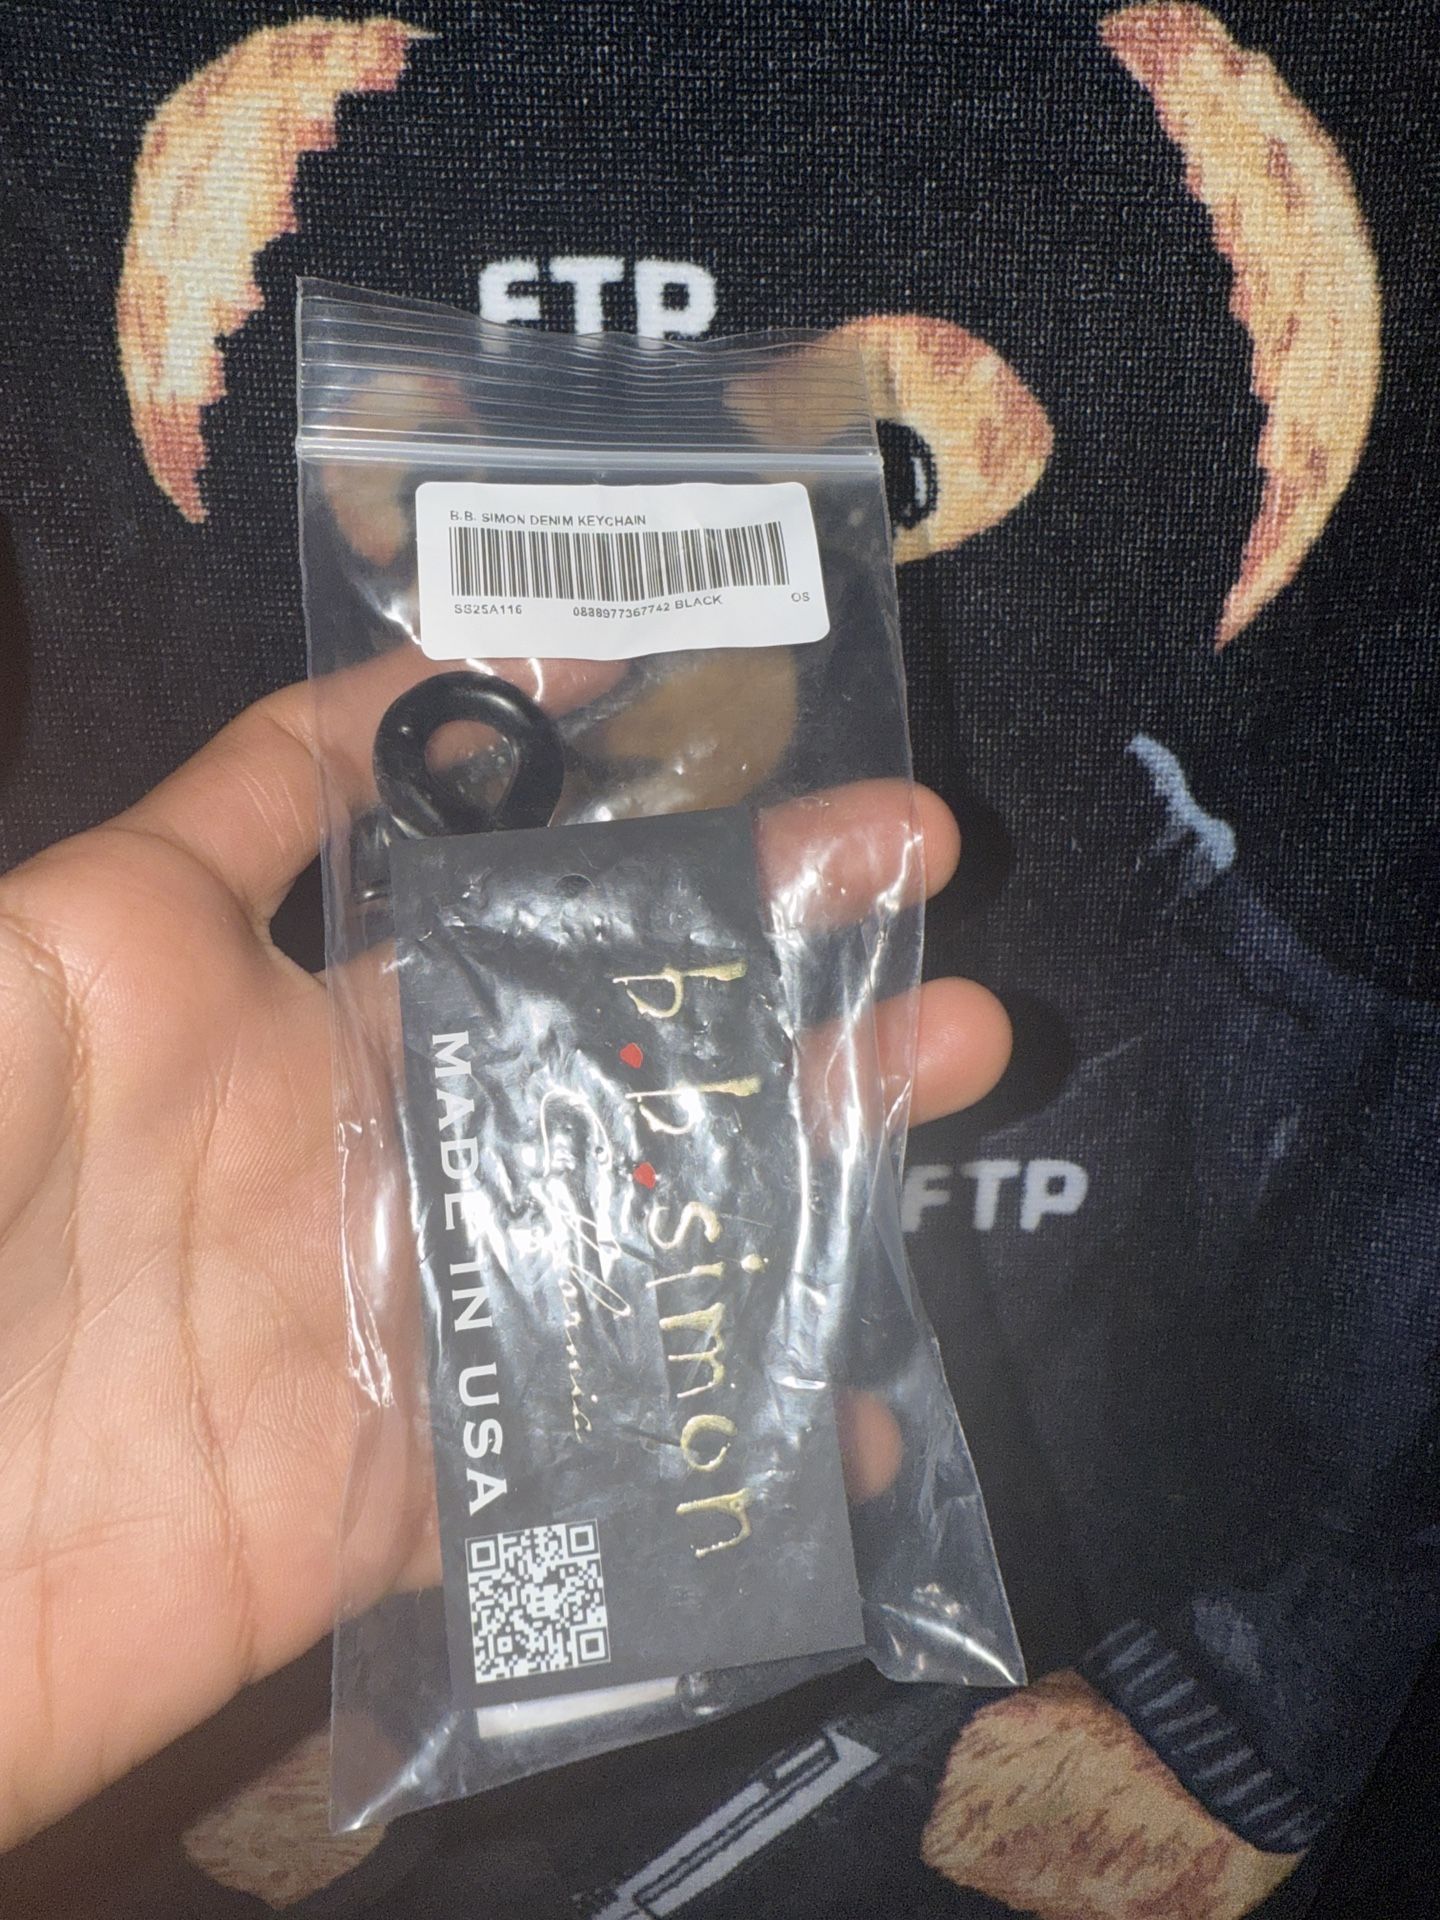 FTP
B.B. SIMON DENIM KEYCHAIN
SS25A116 0888977367742 BLACK OS
b.b.simon
MADE IN USA
FTP